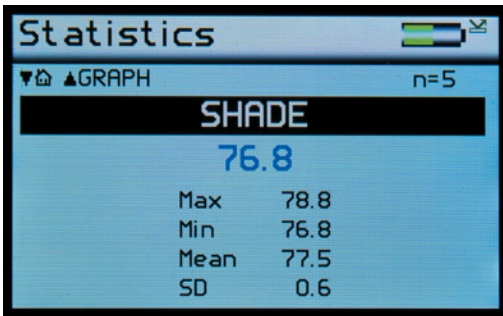 Statistics
GRAPH n=5
SHADE
76.8
Max 78.8
Min 76.8
Mean 77.5
SD 0.6